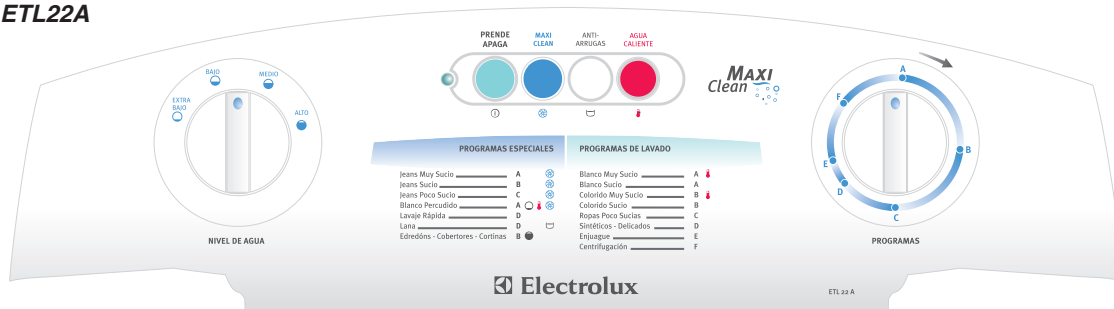 ETL22A
PRENDE
APAGA
MAXI
CLEAN
ANTI-
ARRUGAS
AGUA
CALIENTE
MAXI
Clean
BAJO
MEDIO
EXTRA
BAJO
ALTO
NIVEL DE AGUA
PROGRAMAS ESPECIALES
Jeans Muy Sucio A
Jeans Sucio B
Jeans Poco Sucio C
Blanco Percudido A
Lavaje Rápida D
Lana D
Edredóns - Cobertores - Cortinas B
PROGRAMAS DE LAVADO
Blanco Muy Sucio A
Blanco Sucio A
Colorido Muy Sucio B
Colorido Sucio B
Ropas Poco Sucias C
Sintêticos - Delicados D
Enjuague E
Centrifugación F
A
B
C
D
E
F
PROGRAMAS
Electrolux
ETL 22 A